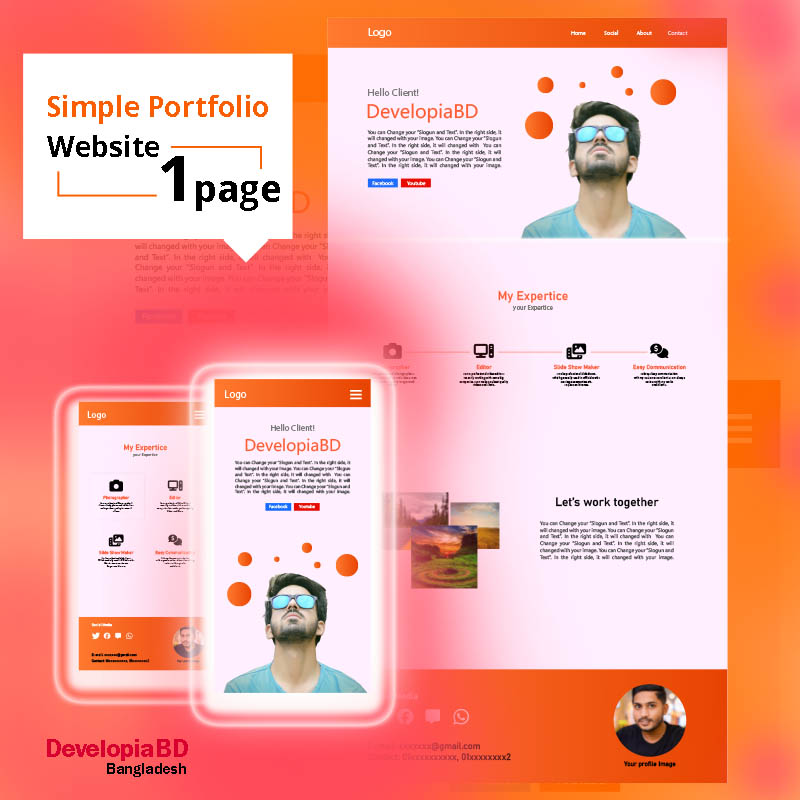 Simple Portfolio
Website
1page
Logo
Home Social About Contact
Hello Client!
DevelopiaBD
You can Change your "Slogun and Text". In the right side, it
will changed with your image. You can Change your "Slogun
and Text". In the right side, it will changed with You can
Change your "Slogun and Text". In the right side, it will
changed with your image. You can Change your "Slogun
and Text". In the right side, it will changed with your image.
Facebook Youtube
My Expertice
your Expertice
Editor Slide Show Maker Easy Communication
Let's work together
You can Change your "Slogun and Text". In the right side, it
will changed with your image. You can Change your "Slogun
and Text". In the right side, it will changed with You can
Change your "Slogun and Text". In the right side, it will
changed with your image. You can Change your "Slogun
and Text". In the right side, it will changed with your image.
@gmail.com
01xxxxxxxx2
Your profile Image
Logo
My Expertice
your Expertice
Photographer Editor
Slide Show Maker Easy Communication
Social Media
Logo
Hello Client!
DevelopiaBD
You can Change your "Slogun and Text". In the right side, it
will changed with your image. You can Change your "Slogun
and Text". In the right side, it will changed with You can
Change your "Slogun and Text". In the right side, it will
changed with your image. You can Change your "Slogun
and Text". In the right side, it will changed with your image.
Facebook Youtube
DevelopiaBD
Bangladesh